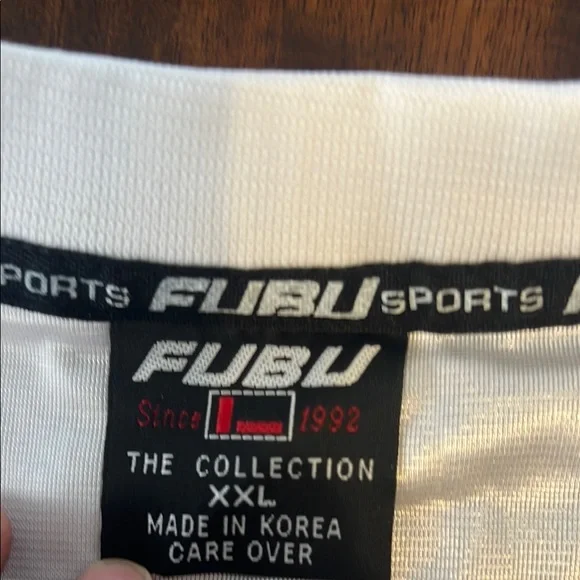 PORTS FUBU SPORTS
FUBU
Since 1992
THE COLLECTION
XXL
MADE IN KOREA
CARE OVER